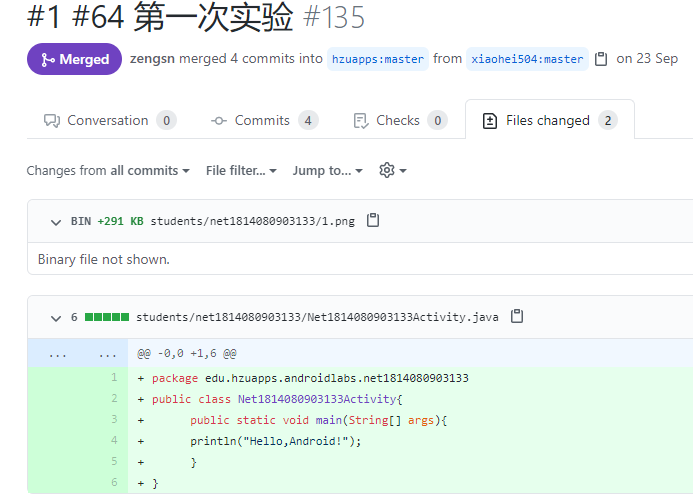 #1 #64 第一次实验 #135
Merged zengsn merged 4 commits into hzuapps:master from xiaohei504:master on 23 Sep
Conversation 0 Commits 4 Checks 0 Files changed 2
Changes from all commits File filter... Jump to...
BIN +291 KB students/net1814080903133/1.png
Binary file not shown.
6 students/net1814080903133/Net1814080903133Activity.java
... ... @@ -0,0 +1,6 @@
1 + package edu.hzuapps.androidlabs.net1814080903133
2 + public class Net1814080903133Activity{
3 + public static void main(String[] args){
4 + println("Hello,Android!");
5 + }
6 + }